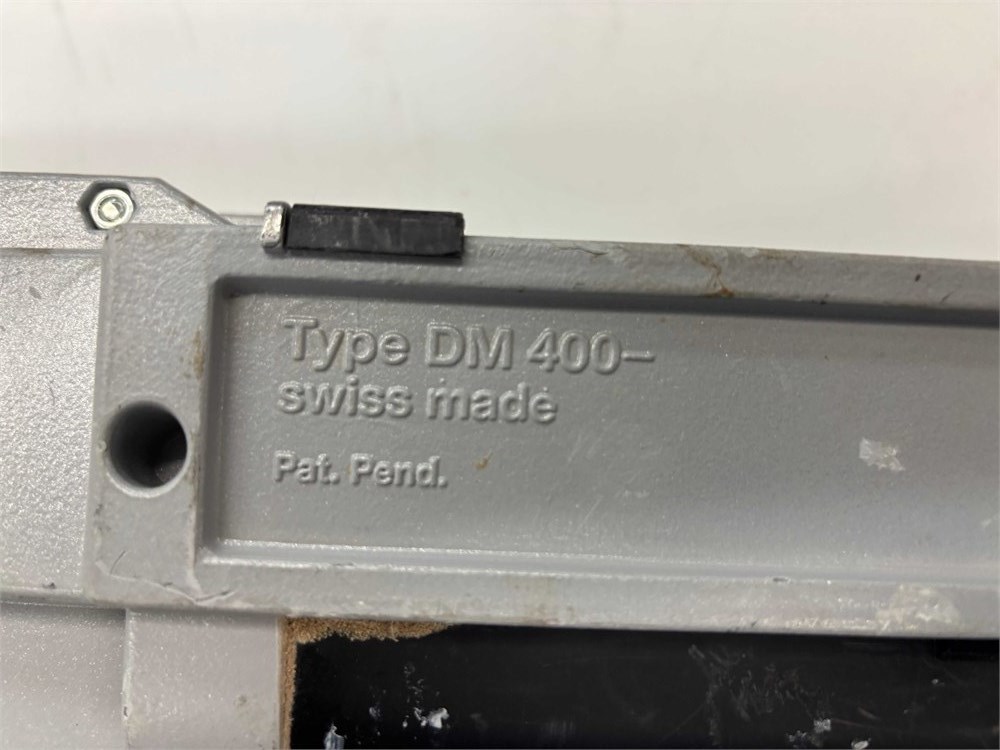 Type DM 400–
swiss made
Pat. Pend.